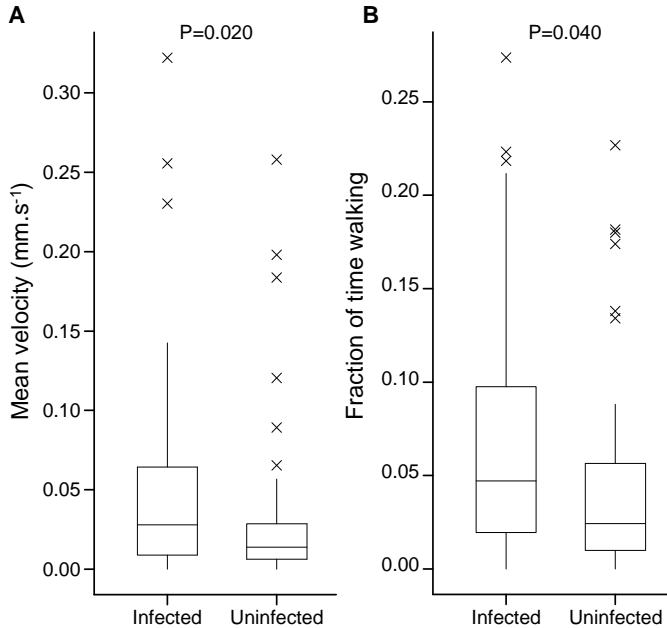 A
P=0.020
Mean velocity (mm.s⁻¹)
0.30
0.25
0.20
0.15
0.10
0.05
0.00
Infected
Uninfected
B
P=0.040
Fraction of time walking
0.25
0.20
0.15
0.10
0.05
0.00
Infected
Uninfected